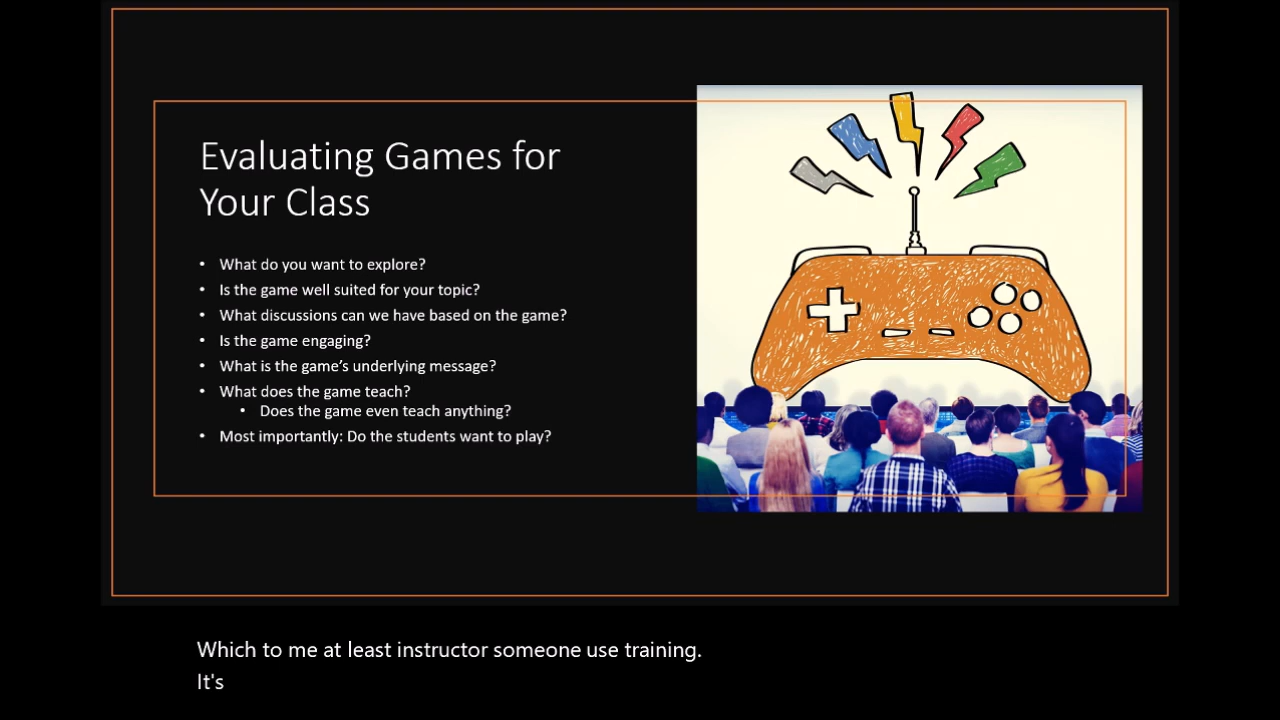 Evaluating Games for
Your Class
• What do you want to explore?
• Is the game well suited for your topic?
• What discussions can we have based on the game?
• Is the game engaging?
• What is the game's underlying message?
• What does the game teach?
• Does the game even teach anything?
• Most importantly: Do the students want to play?
Which to me at least instructor someone use training.
It's